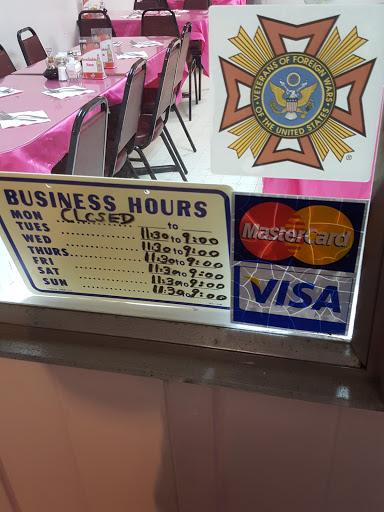 VETERANS OF FOREIGN WARS OF THE UNITED STATES
®
BUSINESS HOURS
MON CLOSED to
TUES 11:30 to 9:00
WED 11:30 to 9:00
THURS 11:30 to 9:00
FRI 11:30 to 9:00
SAT 11:30 to 9:00
SUN 11:30 to 9:00
MasterCard
VISA